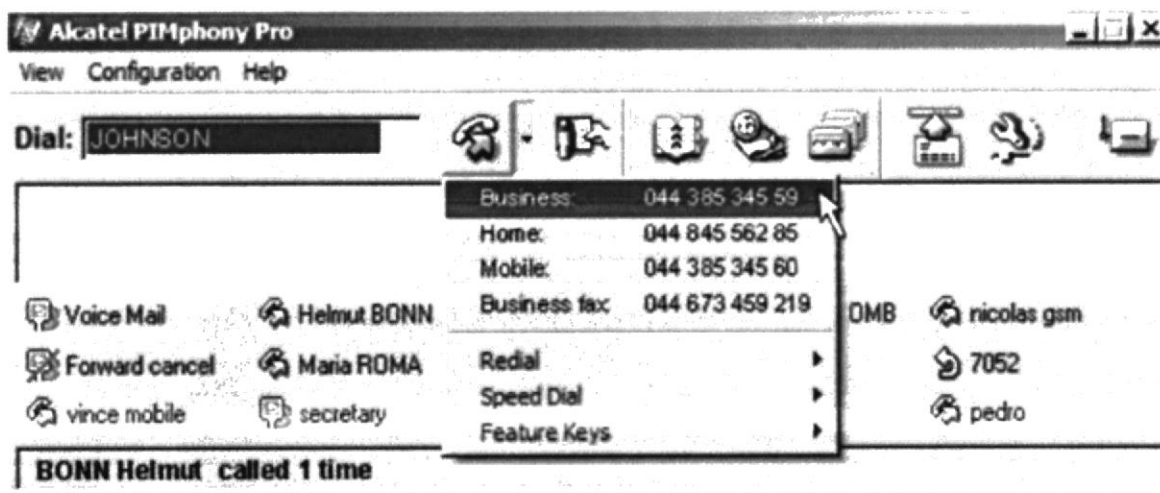 Alcatel PIMphony Pro
View Configuration Help
Dial: JOHNSON
Business: 044 385 345 59
Home: 044 845 562 85
Mobile: 044 385 345 60
Business fax: 044 673 459 219
Redial
Speed Dial
Feature Keys
Voice Mail Helmut BONN OMB nicolas gsm
Forward cancel Maria ROMA 7052
vince mobile secretary pedro
BONN Helmut called 1 time